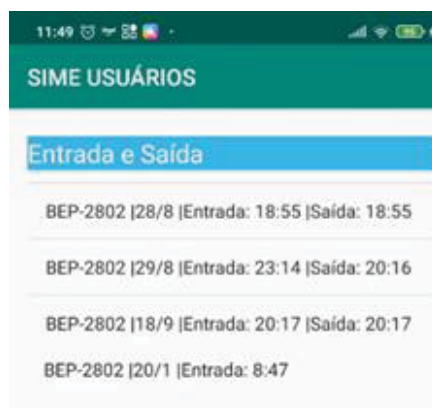 11:49
SIME USUÁRIOS
Entrada e Saída
BEP-2802 |28/8 |Entrada: 18:55 |Saída: 18:55
BEP-2802 |29/8 |Entrada: 23:14 |Saída: 20:16
BEP-2802 |18/9 |Entrada: 20:17 |Saída: 20:17
BEP-2802 |20/1 |Entrada: 8:47